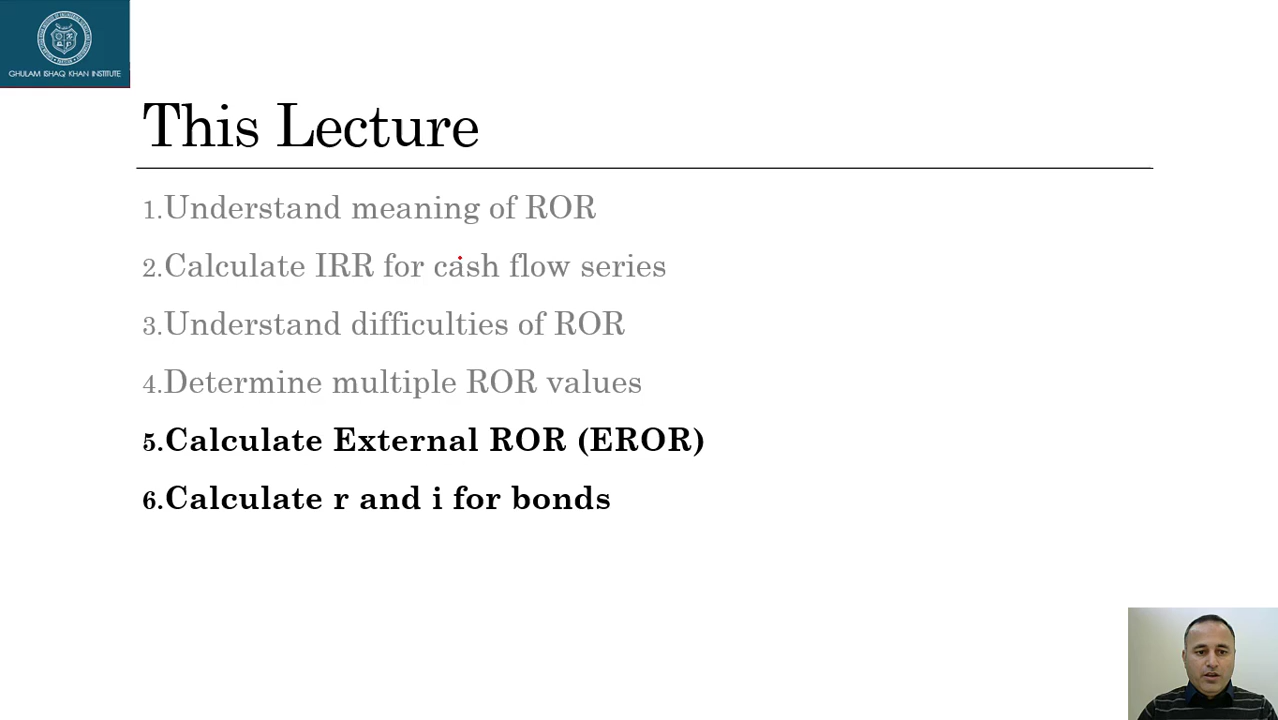 GHULAM ISHAQ KHAN INSTITUTE
This Lecture
1.Understand meaning of ROR
2.Calculate IRR for cash flow series
3.Understand difficulties of ROR
4.Determine multiple ROR values
5.Calculate External ROR (EROR)
6.Calculate r and i for bonds